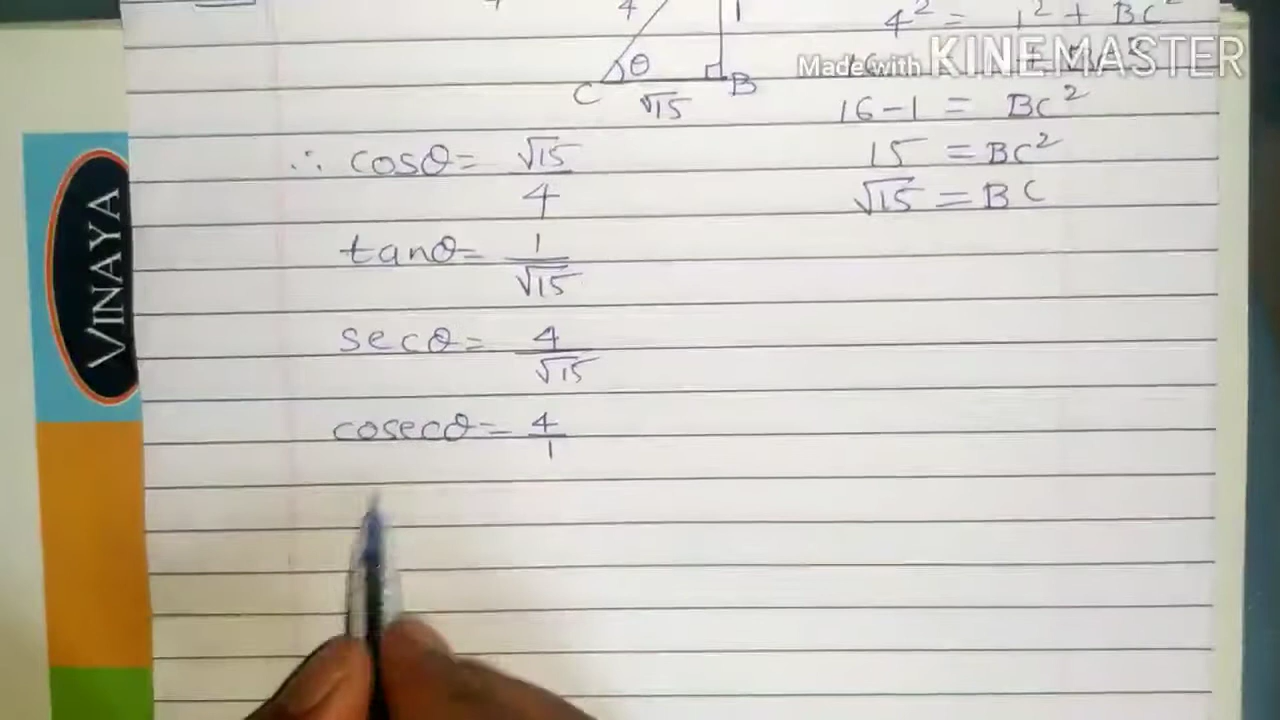 4
4² = 1² + BC²
1
θ
Made with KINEMASTER
C
B
√15
16-1 = BC²
∴ cosθ= √15/4
15 = BC²
√15 = BC
tanθ= 1/√15
secθ= 4/√15
cosecθ= 4/1
VINAYA